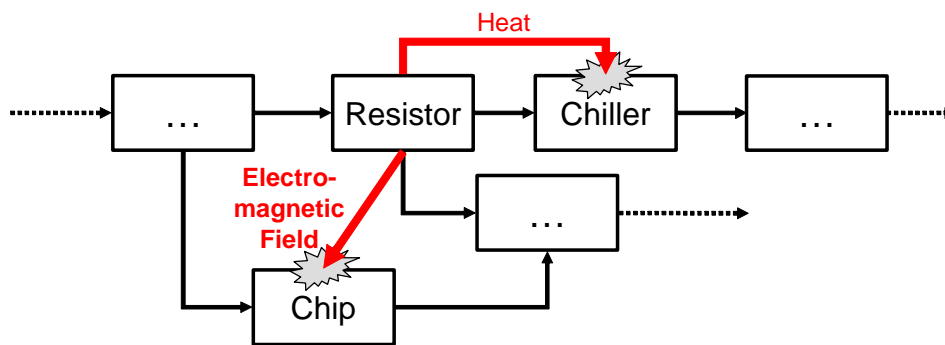 Heat
...
Resistor
Chiller
...
Electro-
magnetic
Field
...
Chip